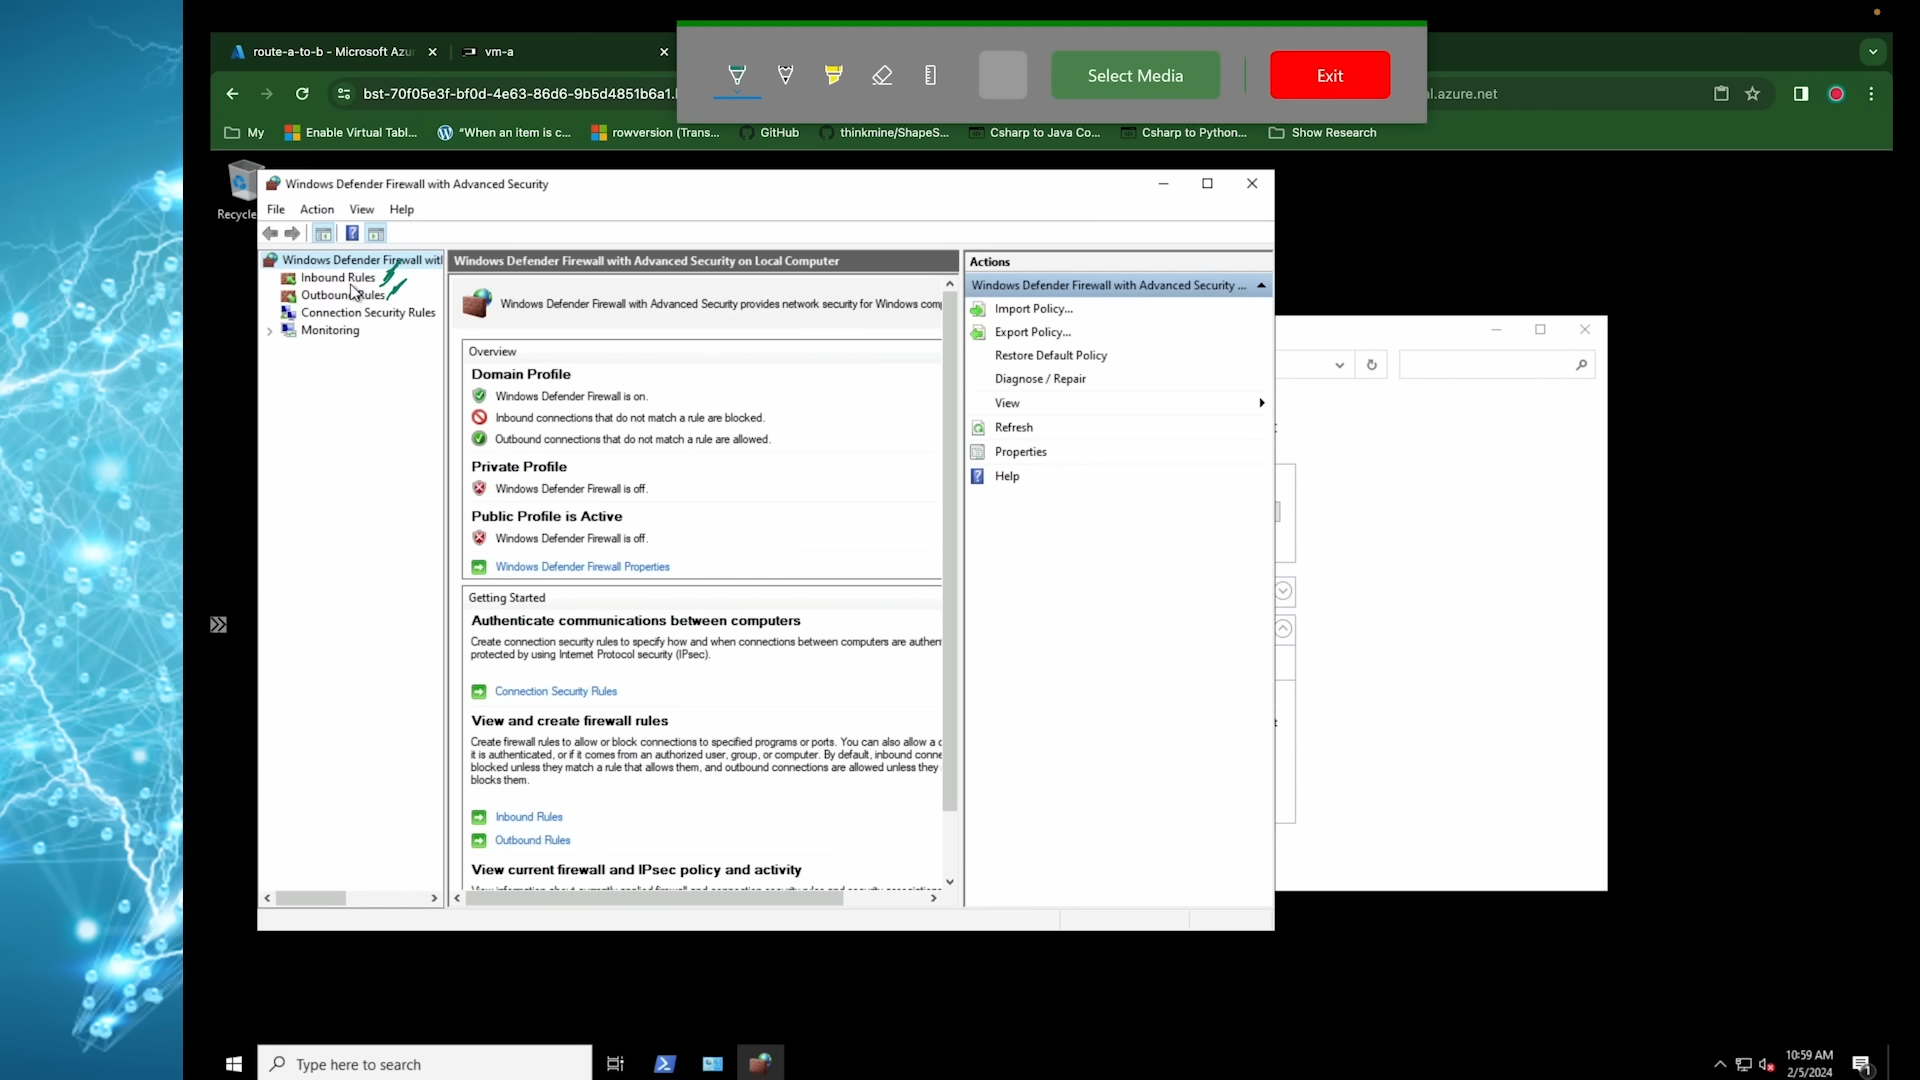 route-a-to-b - Microsoft Azu
vm-a
Select Media
Exit
bst-70f05e3f-bf0d-4e63-86d6-9b5d4851b6a1.
l.azure.net
My
Enable Virtual Tabl...
"When an item is c...
rowversion (Trans...
GitHub
thinkmine/ShapeS...
Csharp to Java Co...
Csharp to Python...
Show Research
Recycle
Windows Defender Firewall with Advanced Security
File Action View Help
Windows Defender Firewall with
Inbound Rules
Outbound Rules
Connection Security Rules
Monitoring
Windows Defender Firewall with Advanced Security on Local Computer
Windows Defender Firewall with Advanced Security provides network security for Windows com
Overview
Domain Profile
Windows Defender Firewall is on.
Inbound connections that do not match a rule are blocked.
Outbound connections that do not match a rule are allowed.
Private Profile
Windows Defender Firewall is off.
Public Profile is Active
Windows Defender Firewall is off.
Windows Defender Firewall Properties
Getting Started
Authenticate communications between computers
Create connection security rules to specify how and when connections between computers are authen
protected by using Internet Protocol security (IPsec).
Connection Security Rules
View and create firewall rules
Create firewall rules to allow or block connections to specified programs or ports. You can also allow a c
it is authenticated, or if it comes from an authorized user, group, or computer. By default, inbound conne
blocked unless they match a rule that allows them, and outbound connections are allowed unless they
blocks them.
Inbound Rules
Outbound Rules
View current firewall and IPsec policy and activity
Actions
Windows Defender Firewall with Advanced Security ...
Import Policy...
Export Policy...
Restore Default Policy
Diagnose / Repair
View
Refresh
Properties
Help
Type here to search
10:59 AM
2/5/2024
1